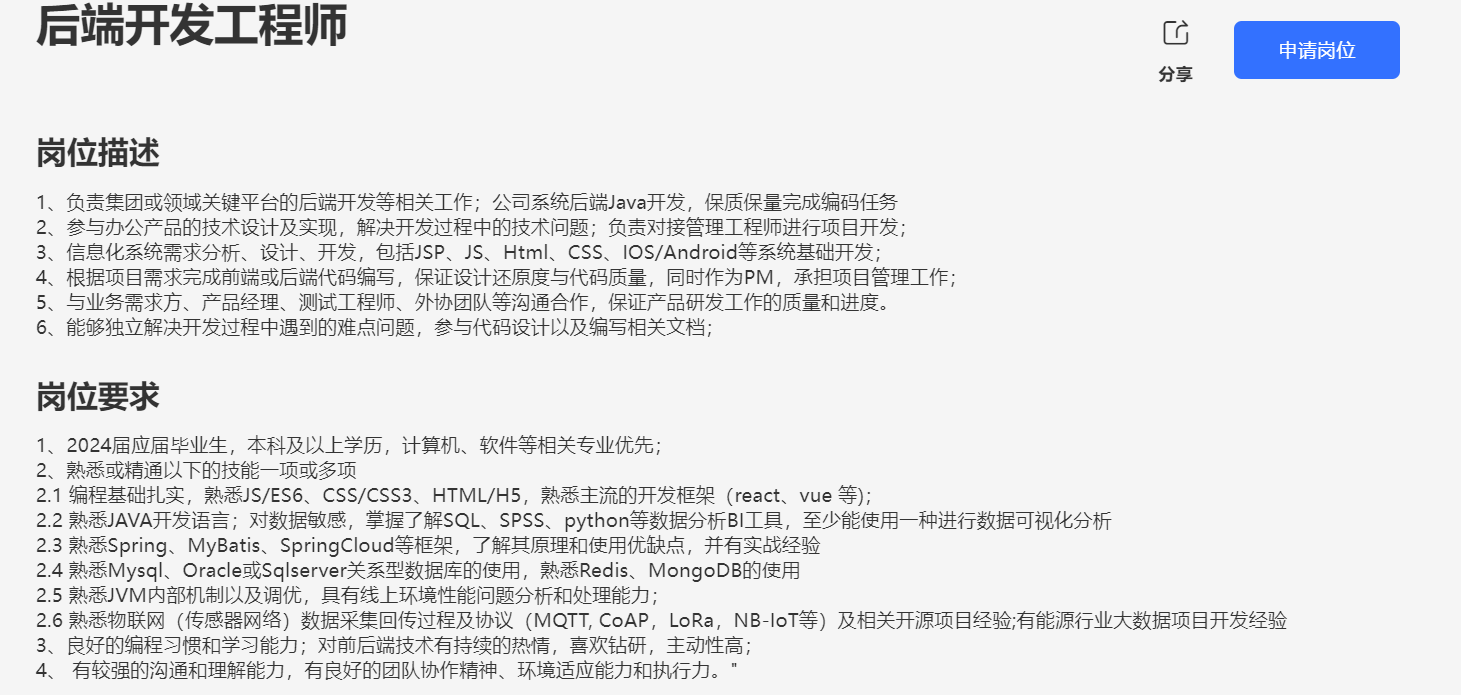 后端开发工程师
分享
申请岗位
岗位描述
1、负责集团或领域关键平台的后端开发等相关工作；公司系统后端Java开发，保质保量完成编码任务
2、参与办公产品的技术设计及实现，解决开发过程中的技术问题；负责对接管理工程师进行项目开发；
3、信息化系统需求分析、设计、开发，包括JSP、JS、Html、CSS、IOS/Android等系统基础开发；
4、根据项目需求完成前端或后端代码编写，保证设计还原度与代码质量，同时作为PM，承担项目管理工作；
5、与业务需求方、产品经理、测试工程师、外协团队等沟通合作，保证产品研发工作的质量和进度。
6、能够独立解决开发过程中遇到的难点问题，参与代码设计以及编写相关文档；
岗位要求
1、2024届应届毕业生，本科及以上学历，计算机、软件等相关专业优先；
2、熟悉或精通以下的技能一项或多项
2.1 编程基础扎实，熟悉JS/ES6、CSS/CSS3、HTML/H5，熟悉主流的开发框架（react、vue 等)；
2.2 熟悉JAVA开发语言；对数据敏感，掌握了解SQL、SPSS、python等数据分析BI工具，至少能使用一种进行数据可视化分析
2.3 熟悉Spring、MyBatis、SpringCloud等框架，了解其原理和使用优缺点，并有实战经验
2.4 熟悉Mysql、Oracle或Sqlserver关系型数据库的使用，熟悉Redis、MongoDB的使用
2.5 熟悉JVM内部机制以及调优，具有线上环境性能问题分析和处理能力；
2.6 熟悉物联网（传感器网络）数据采集回传过程及协议（MQTT, CoAP，LoRa，NB-IoT等）及相关开源项目经验;有能源行业大数据项目开发经验
3、良好的编程习惯和学习能力；对前后端技术有持续的热情，喜欢钻研，主动性高；
4、 有较强的沟通和理解能力，有良好的团队协作精神、环境适应能力和执行力。"